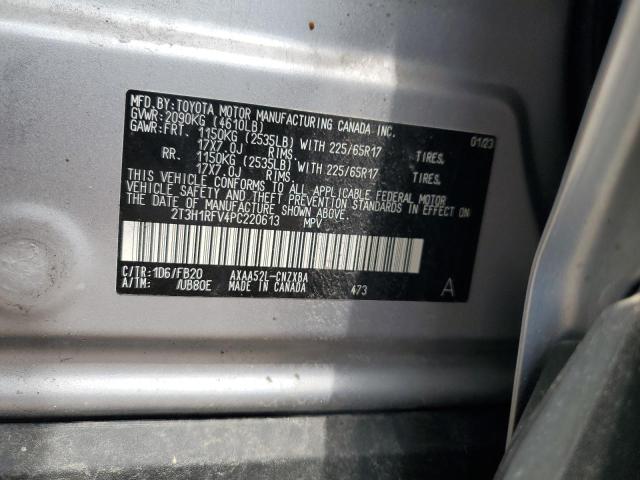 MFD.BY: TOYOTA MOTOR MANUFACTURING CANADA INC.
GVWR: 2090KG (4610LB) 01/23
GAWR: FRT. 1150KG (2535LB) WITH 225/65R17 TIRES,
17X7.0J RIMS.
RR. 1150KG (2535LB) WITH 225/65R17 TIRES,
17X7.0J RIMS.
THIS VEHICLE CONFORMS TO ALL APPLICABLE FEDERAL MOTOR
VEHICLE SAFETY AND THEFT PREVENTION STANDARDS IN EFFECT ON
THE DATE OF MANUFACTURE SHOWN ABOVE.
2T3H1RFV4PC220613 MPV
C/TR: 1D6/FB20 AXAA52L-CNZXBA
A/TM: /UB80E MADE IN CANADA 473 A